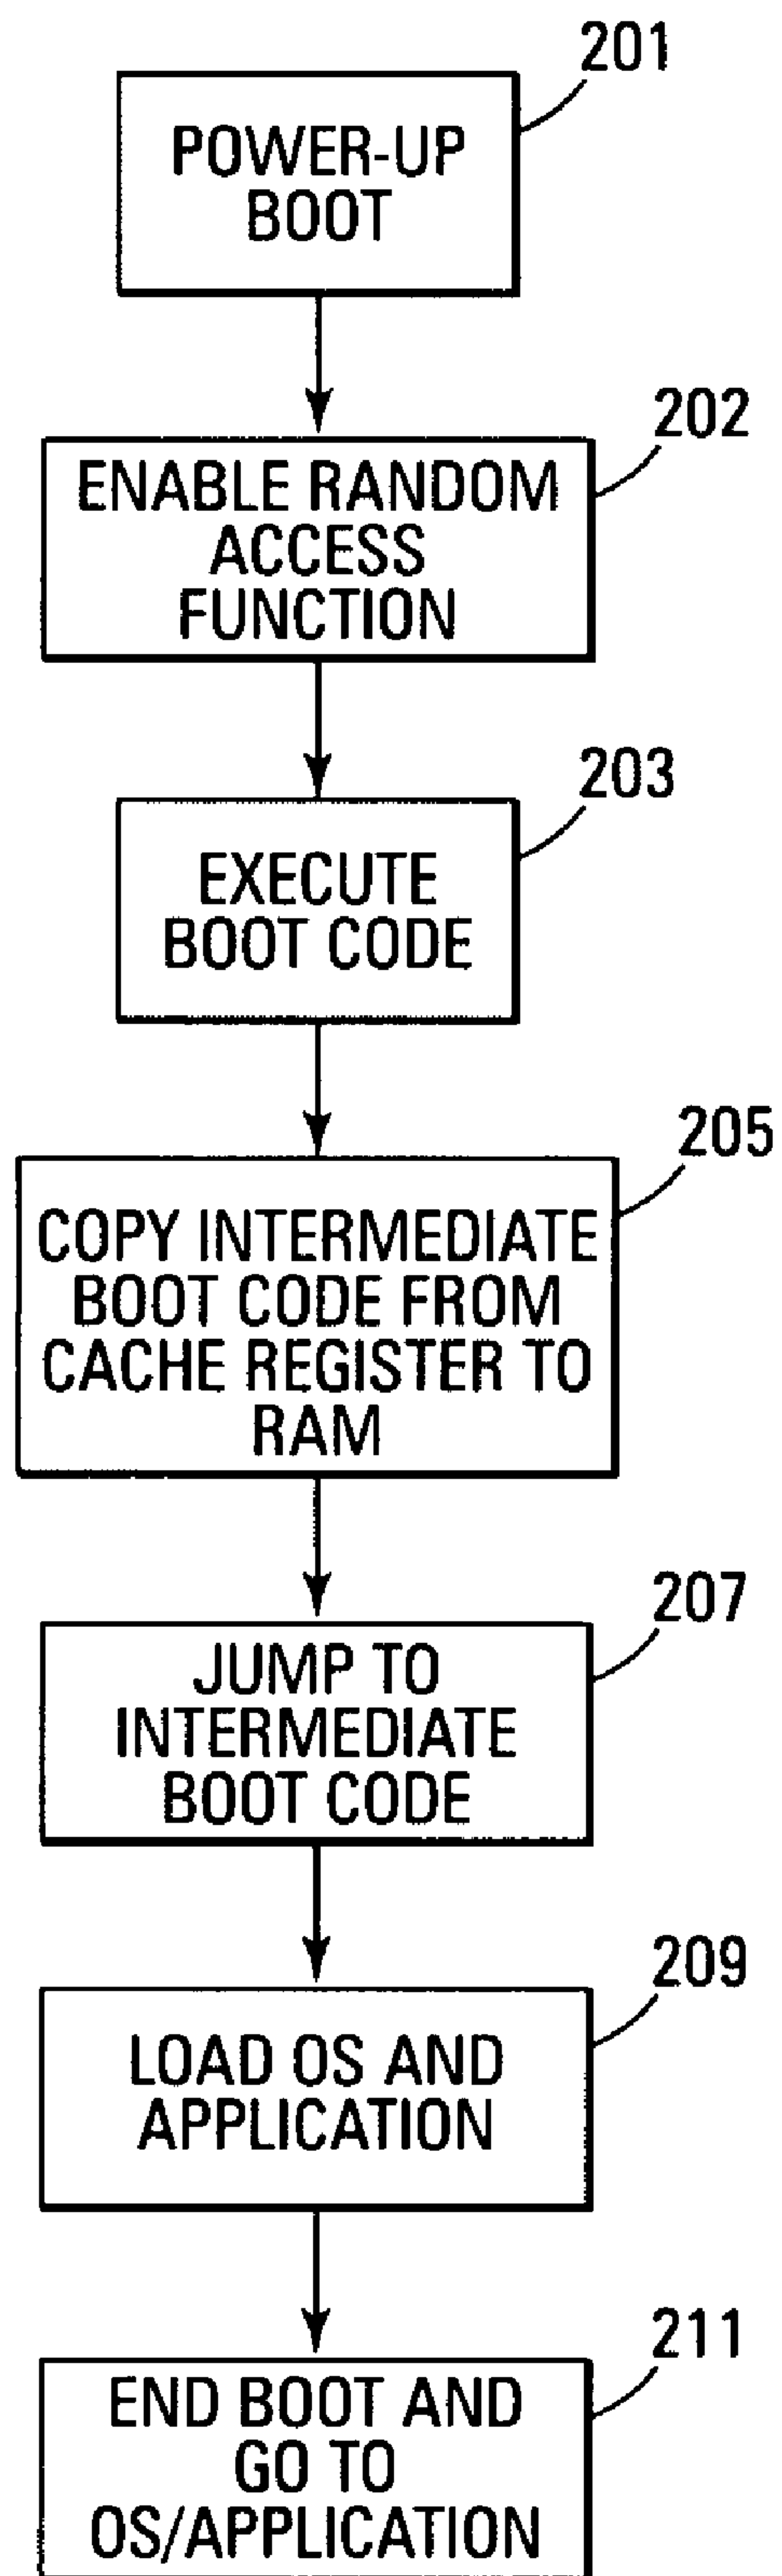 201
POWER-UP
BOOT
202
ENABLE RANDOM
ACCESS
FUNCTION
203
EXECUTE
BOOT CODE
205
COPY INTERMEDIATE
BOOT CODE FROM
CACHE REGISTER TO
RAM
207
JUMP TO
INTERMEDIATE
BOOT CODE
209
LOAD OS AND
APPLICATION
211
END BOOT AND
GO TO
OS/APPLICATION